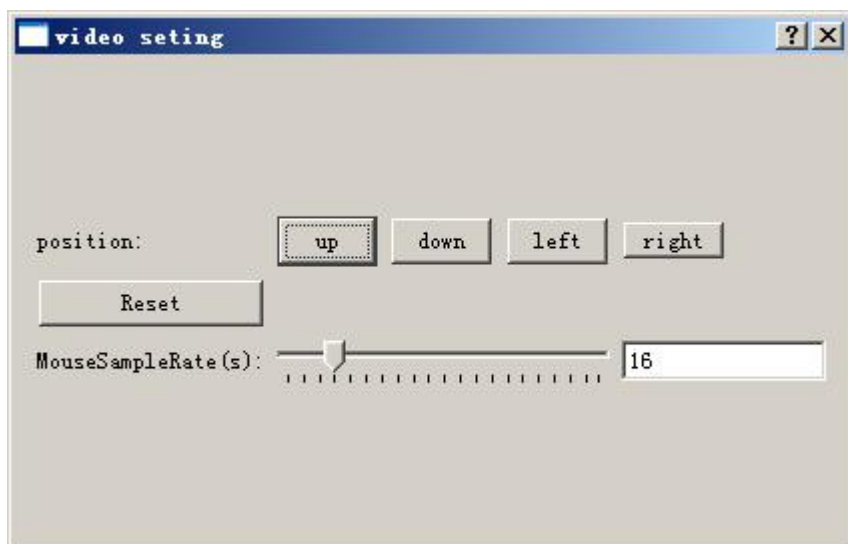 video seting
position: up down left right
Reset
MouseSampleRate(s): 16